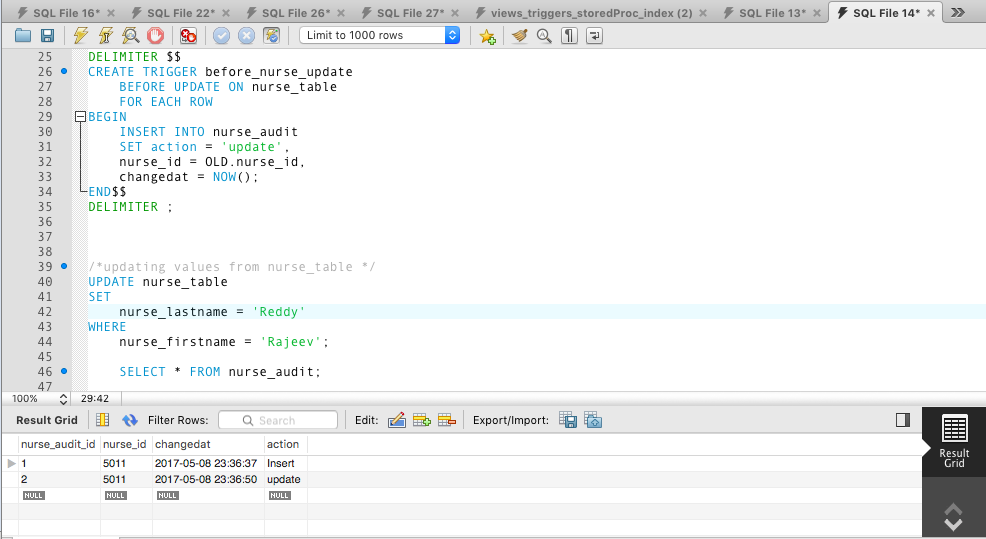 SQL File 16* SQL File 22* SQL File 26* SQL File 27* views_triggers_storedProc_index (2) SQL File 13* SQL File 14*
Limit to 1000 rows
25 DELIMITER $$
26 CREATE TRIGGER before_nurse_update
27 BEFORE UPDATE ON nurse_table
28 FOR EACH ROW
29 BEGIN
30 INSERT INTO nurse_audit
31 SET action = 'update',
32 nurse_id = OLD.nurse_id,
33 changedat = NOW();
34 END$$
35 DELIMITER ;
36
37
38
39 /*updating values from nurse_table */
40 UPDATE nurse_table
41 SET
42 nurse_lastname = 'Reddy'
43 WHERE
44 nurse_firstname = 'Rajeev';
45
46 SELECT * FROM nurse_audit;
47
100% 29:42
Result Grid Filter Rows: Search Edit: Export/Import:
nurse_audit_id nurse_id changedat action
1 5011 2017-05-08 23:36:37 Insert
2 5011 2017-05-08 23:36:50 update
NULL NULL NULL NULL
Result
Grid